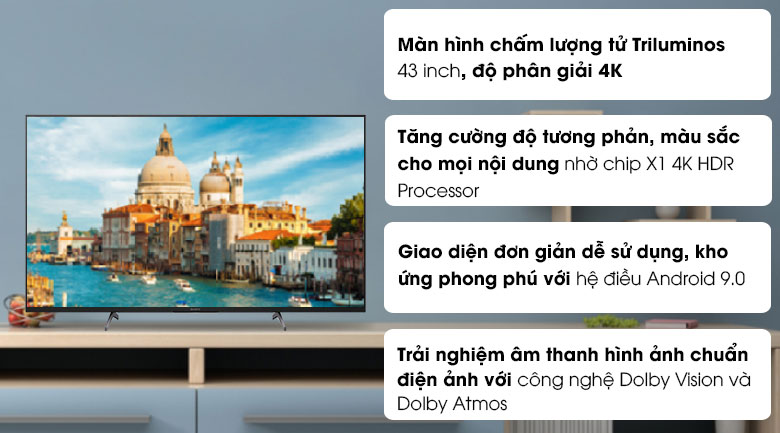 Màn hình chấm lượng tử Triluminos
43 inch, độ phân giải 4K
Tăng cường độ tương phản, màu sắc
cho mọi nội dung nhờ chip X1 4K HDR
Processor
Giao diện đơn giản dễ sử dụng, kho
ứng phong phú với hệ điều Android 9.0
Trải nghiệm âm thanh hình ảnh chuẩn
điện ảnh với công nghệ Dolby Vision và
Dolby Atmos